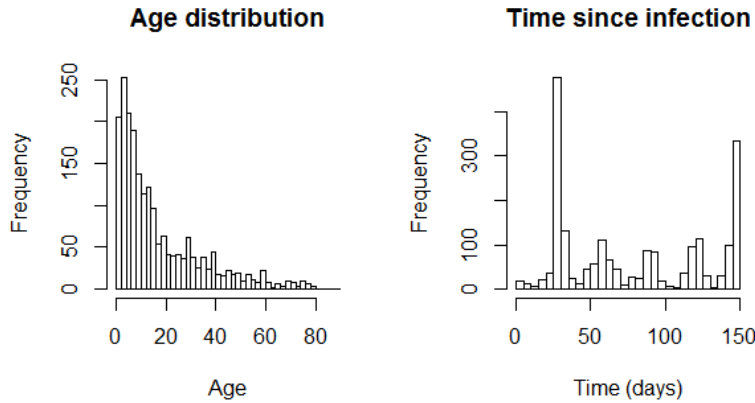 Age distribution
Frequency
0
50
150
250
0
20
40
60
80
Age
Time since infection
Frequency
0
100
300
0
50
100
150
Time (days)